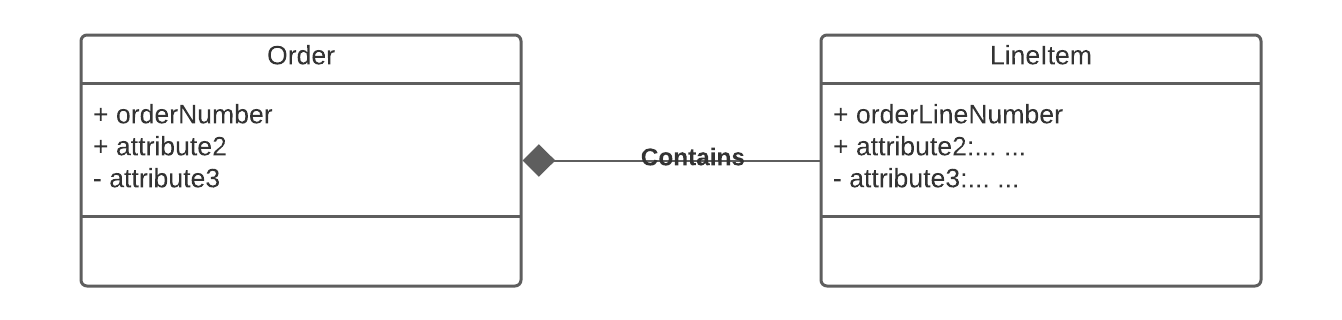 Order
+ orderNumber
+ attribute2
- attribute3
Contains
LineItem
+ orderLineNumber
+ attribute2:... ...
- attribute3:... ...